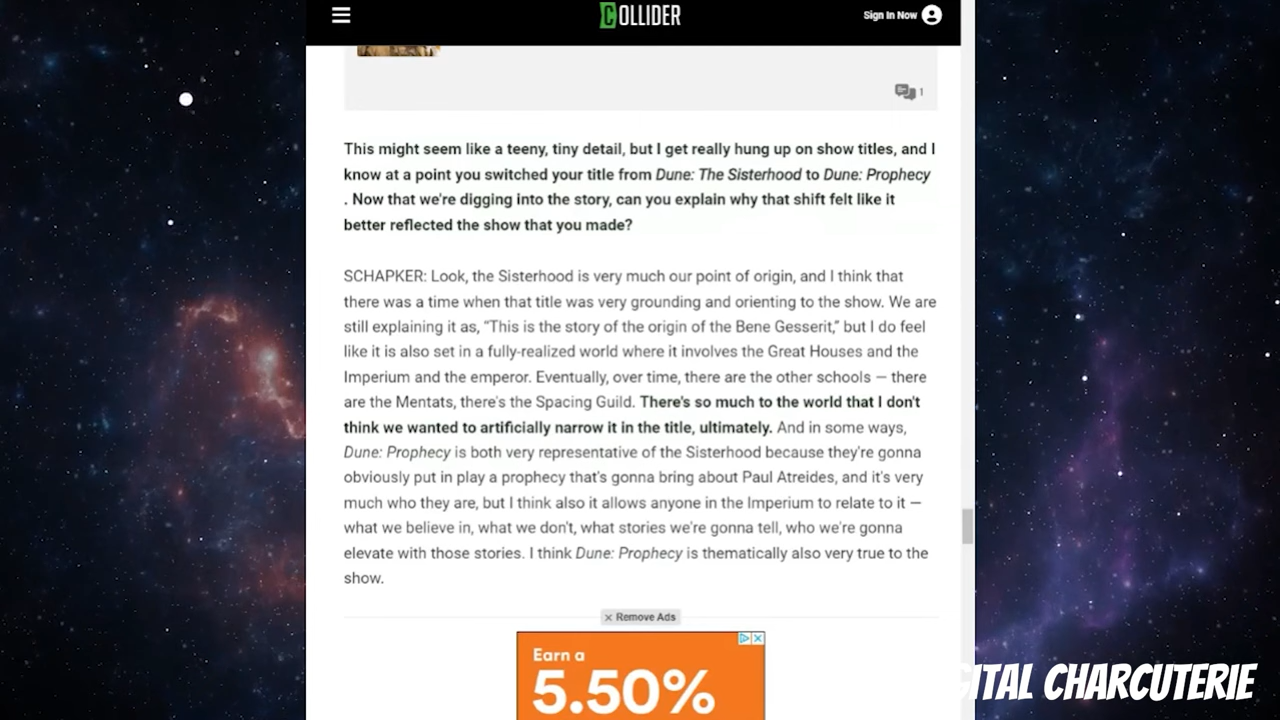 COLLIDER
Sign In Now
1
This might seem like a teeny, tiny detail, but I get really hung up on show titles, and I
know at a point you switched your title from Dune: The Sisterhood to Dune: Prophecy
. Now that we're digging into the story, can you explain why that shift felt like it
better reflected the show that you made?
SCHAPKER: Look, the Sisterhood is very much our point of origin, and I think that
there was a time when that title was very grounding and orienting to the show. We are
still explaining it as, “This is the story of the origin of the Bene Gesserit,” but I do feel
like it is also set in a fully-realized world where it involves the Great Houses and the
Imperium and the emperor. Eventually, over time, there are the other schools — there
are the Mentats, there's the Spacing Guild. There's so much to the world that I don't
think we wanted to artificially narrow it in the title, ultimately. And in some ways,
Dune: Prophecy is both very representative of the Sisterhood because they're gonna
obviously put in play a prophecy that's gonna bring about Paul Atreides, and it's very
much who they are, but I think also it allows anyone in the Imperium to relate to it —
what we believe in, what we don't, what stories we're gonna tell, who we're gonna
elevate with those stories. I think Dune: Prophecy is thematically also very true to the
show.
× Remove Ads
Earn a
5.50%
GITAL CHARCUTERIE